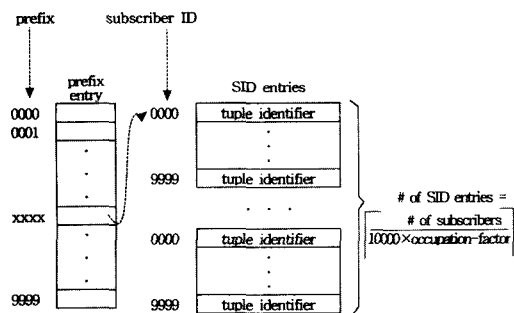 prefix subscriber ID
prefix
entry
SID entries
0000
0001
xxxx
9999
0000 tuple identifier
9999 tuple identifier
. . .
0000 tuple identifier
9999 tuple identifier
# of SID entries =
# of subscribers
10000×occupation-factor